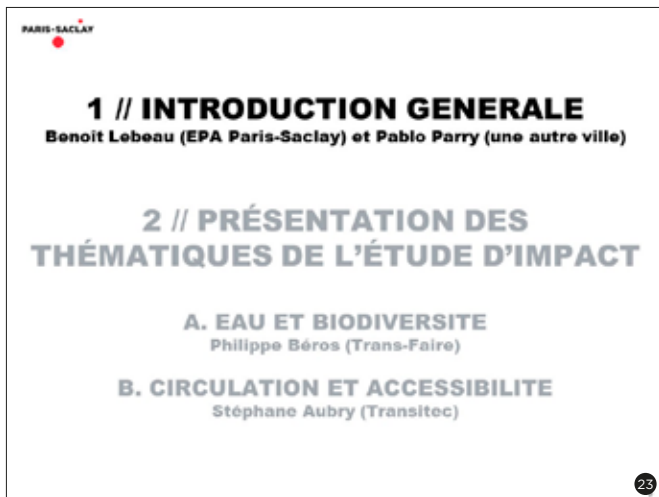 PARIS-SACLAY
1 // INTRODUCTION GENERALE
Benoît Lebeau (EPA Paris-Saclay) et Pablo Parry (une autre ville)
2 // PRÉSENTATION DES
THÉMATIQUES DE L'ÉTUDE D'IMPACT
A. EAU ET BIODIVERSITE
Philippe Béros (Trans-Faire)
B. CIRCULATION ET ACCESSIBILITE
Stéphane Aubry (Transitec)
23